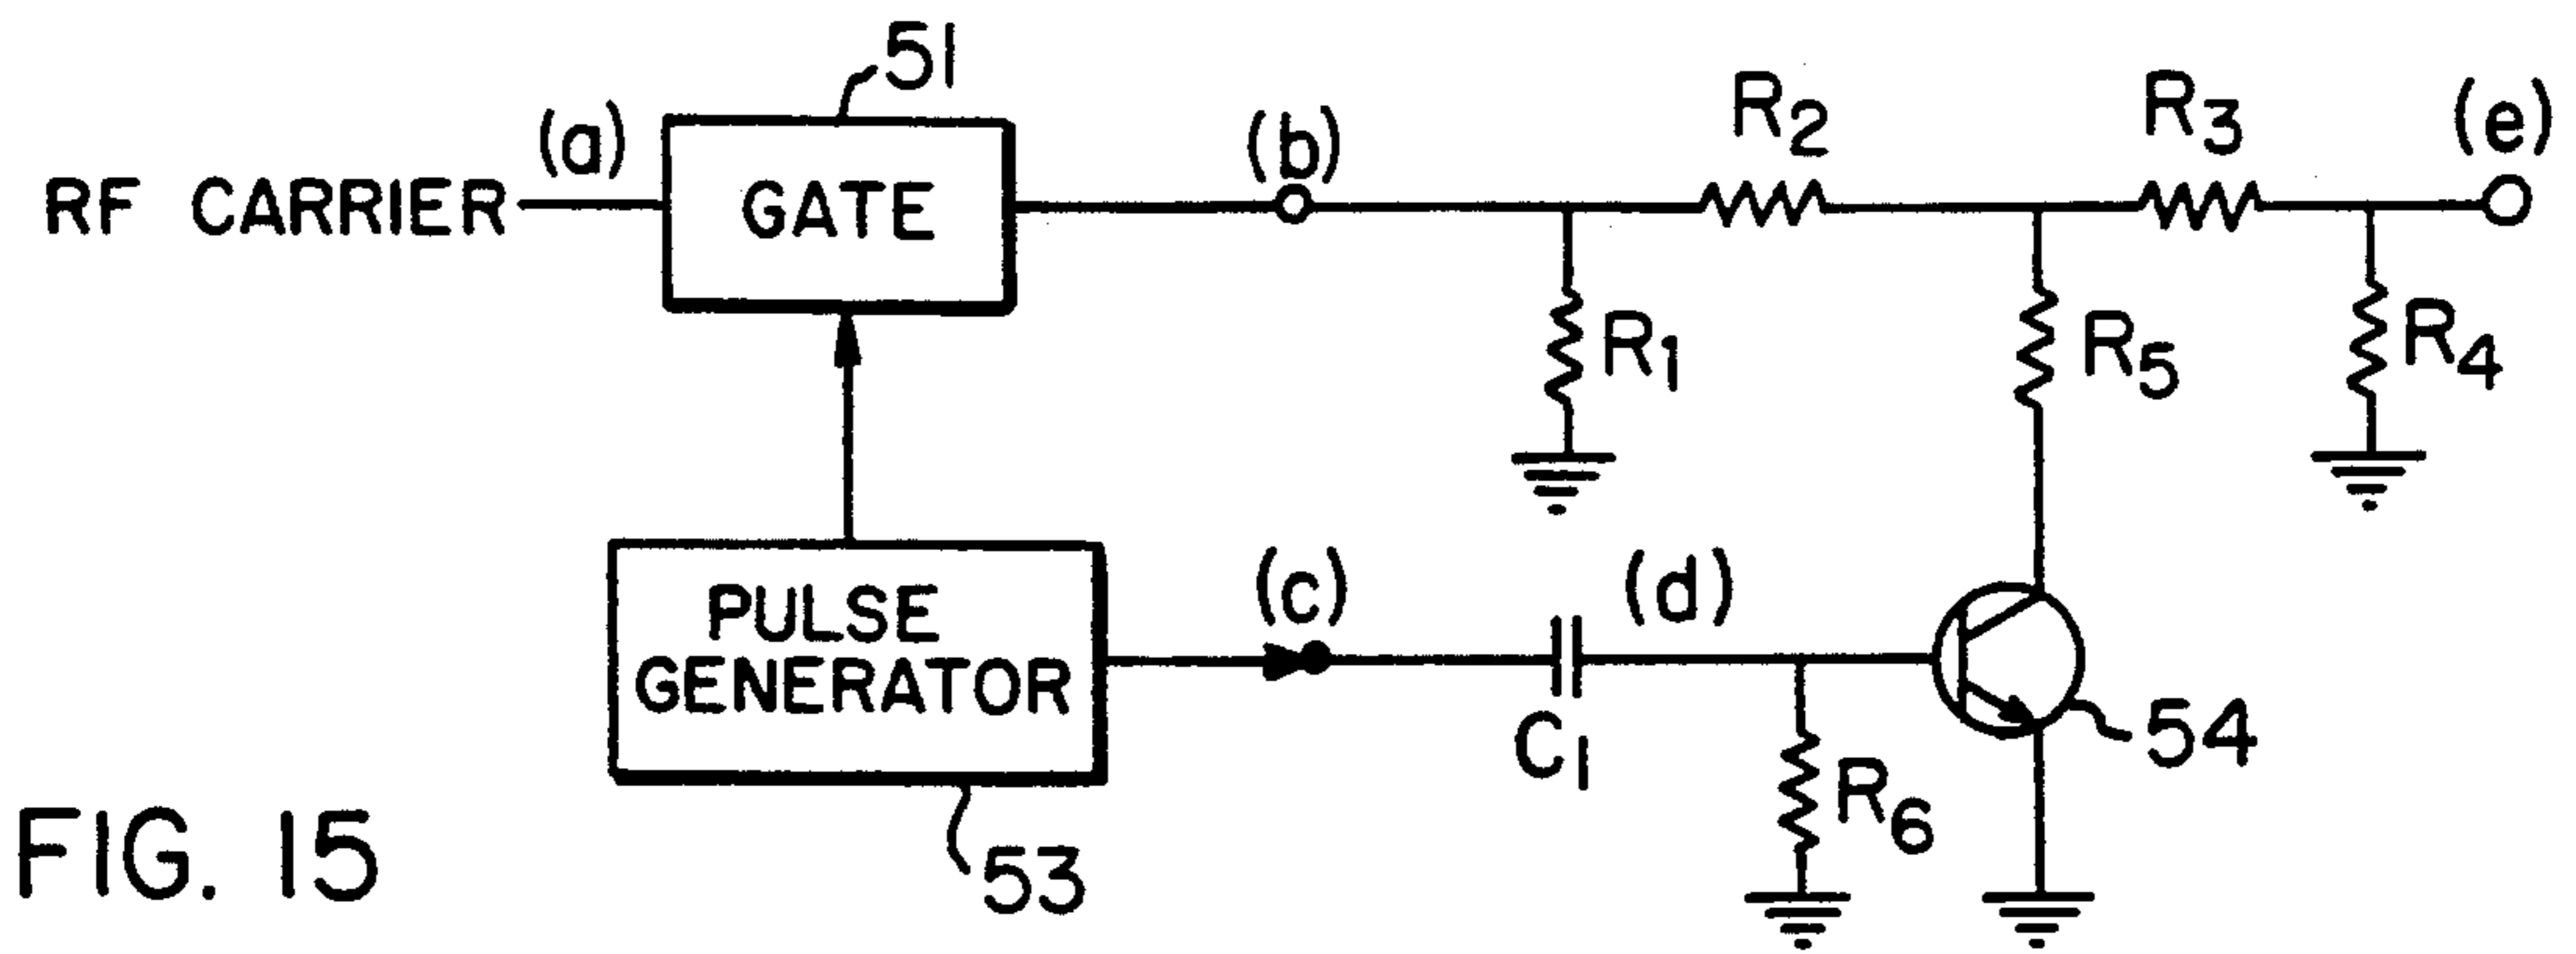 51
(a)
(b)
R2
R3
(e)
RF CARRIER
GATE
R1
R5
R4
PULSE
GENERATOR
(c)
(d)
C1
R6
54
53
FIG. 15